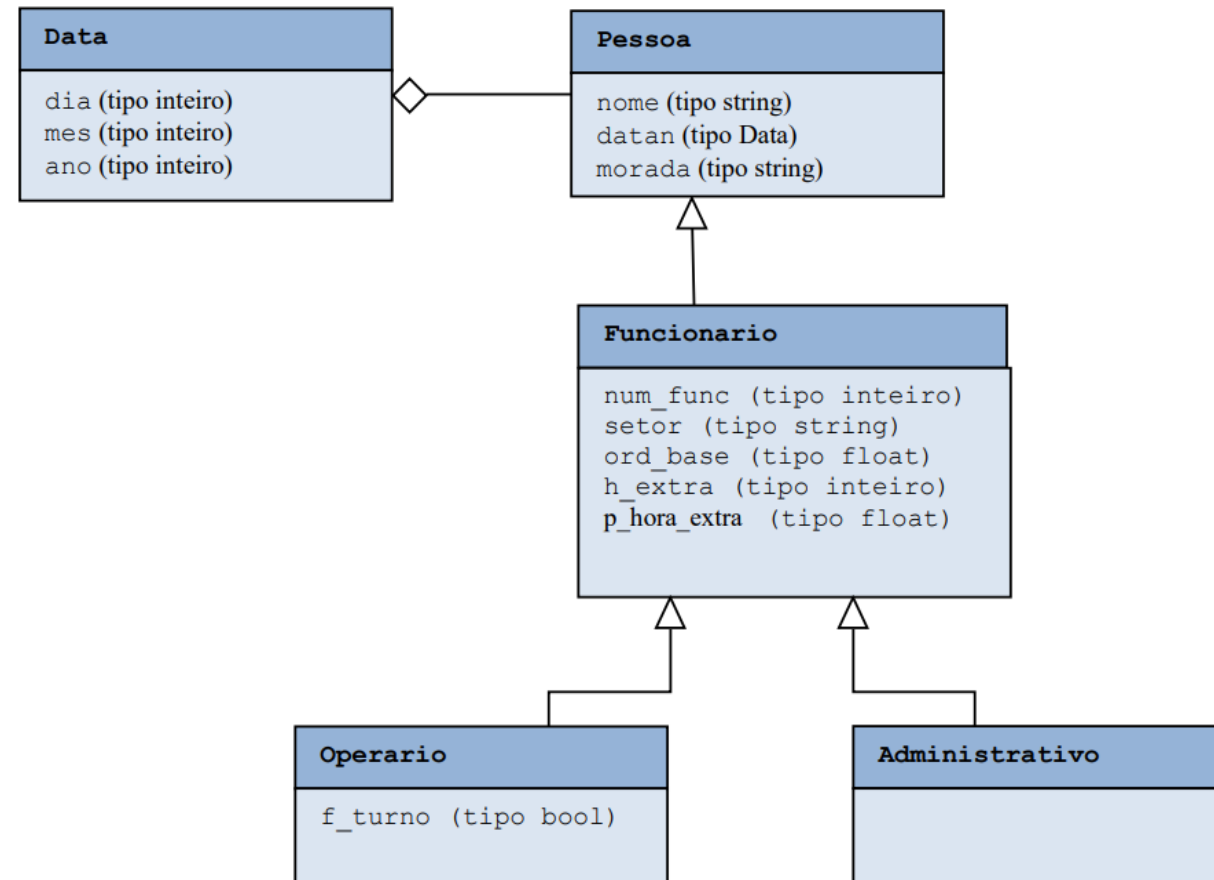 Data
dia (tipo inteiro)
mes (tipo inteiro)
ano (tipo inteiro)
Pessoa
nome (tipo string)
datan (tipo Data)
morada (tipo string)
Funcionario
num_func (tipo inteiro)
setor (tipo string)
ord_base (tipo float)
h_extra (tipo inteiro)
p_hora_extra (tipo float)
Operario
f_turno (tipo bool)
Administrativo